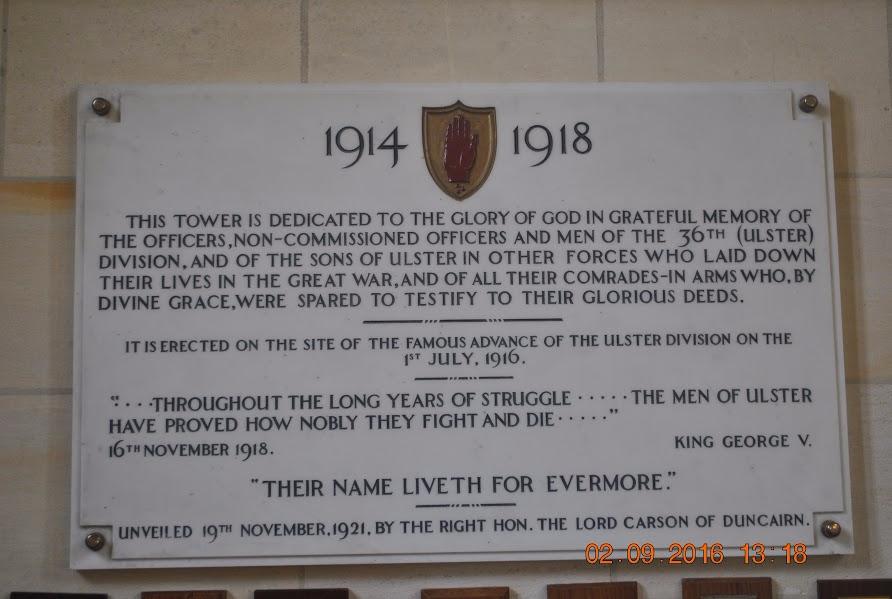 1914 1918
THIS TOWER IS DEDICATED TO THE GLORY OF GOD IN GRATEFUL MEMORY OF
THE OFFICERS, NON-COMMISSIONED OFFICERS AND MEN OF THE 36TH (ULSTER)
DIVISION, AND OF THE SONS OF ULSTER IN OTHER FORCES WHO LAID DOWN
THEIR LIVES IN THE GREAT WAR, AND OF ALL THEIR COMRADES-IN ARMS WHO, BY
DIVINE GRACE, WERE SPARED TO TESTIFY TO THEIR GLORIOUS DEEDS.
IT IS ERECTED ON THE SITE OF THE FAMOUS ADVANCE OF THE ULSTER DIVISION ON THE
1ST JULY, 1916.
"····THROUGHOUT THE LONG YEARS OF STRUGGLE ····· THE MEN OF ULSTER
HAVE PROVED HOW NOBLY THEY FIGHT AND DIE ·····"
16TH NOVEMBER 1918. KING GEORGE V.
"THEIR NAME LIVETH FOR EVERMORE."
UNVEILED 19TH NOVEMBER, 1921, BY THE RIGHT HON. THE LORD CARSON OF DUNCAIRN.
02.09.2016 13:18